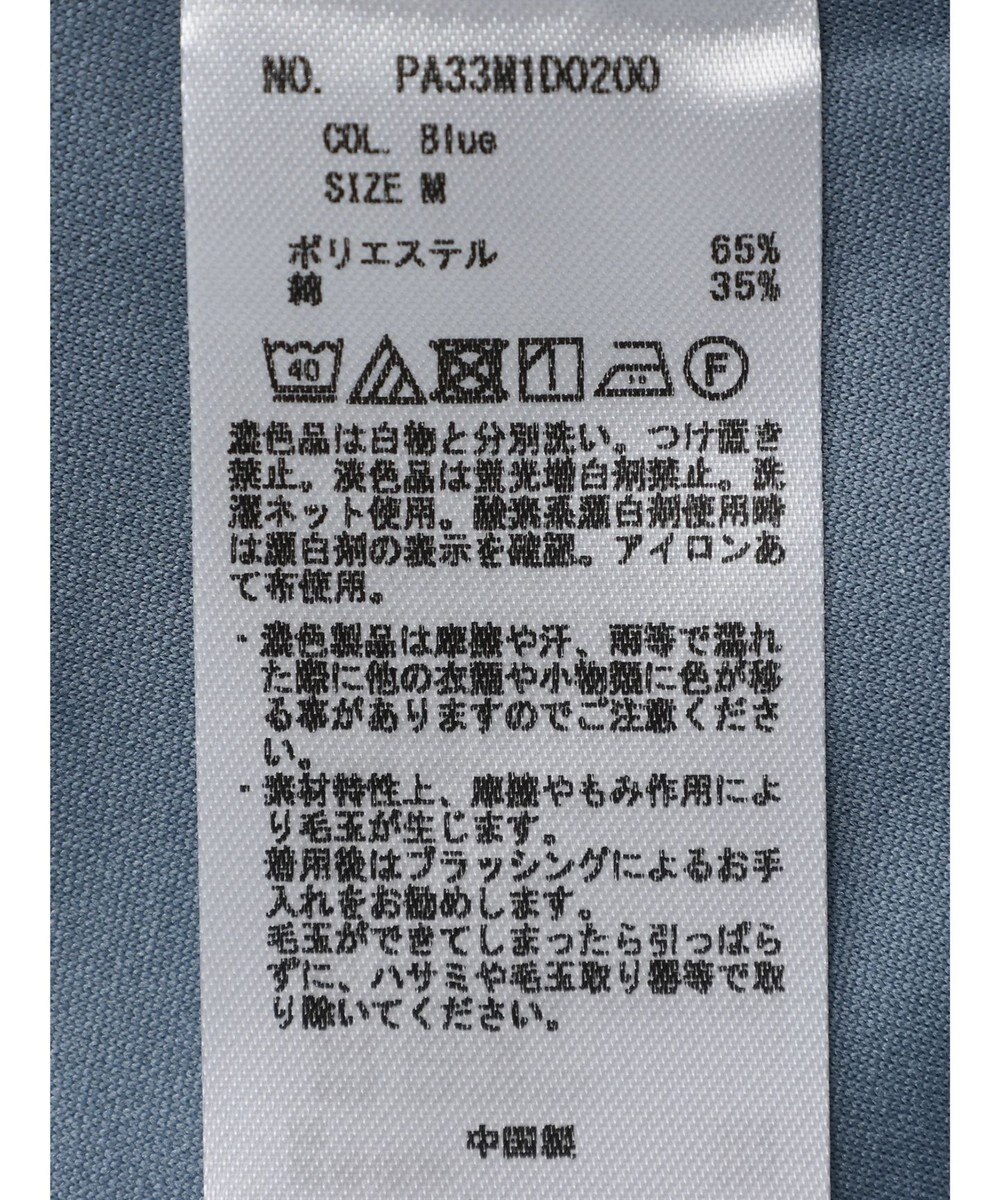 NO. PA33M1D0200
COL. Blue
SIZE M
ポリエステル 65%
綿 35%
40 F
濃色品は白物と分別洗い。つけ置き
禁止。淡色品は蛍光増白剤禁止。洗
濯ネット使用。酸素系漂白剤使用時
は漂白剤の表示を確認。アイロンあ
て布使用。
・濃色製品は摩擦や汗、雨等で濡れ
た際に他の衣類や小物類に色が移
る事がありますのでご注意くださ
い。
・素材特性上、摩擦やもみ作用によ
り毛玉が生じます。
着用後はブラッシングによるお手
入れをお勧めします。
毛玉ができてしまったら引っぱら
ずに、ハサミや毛玉取り器等で取
り除いてください。
中国製